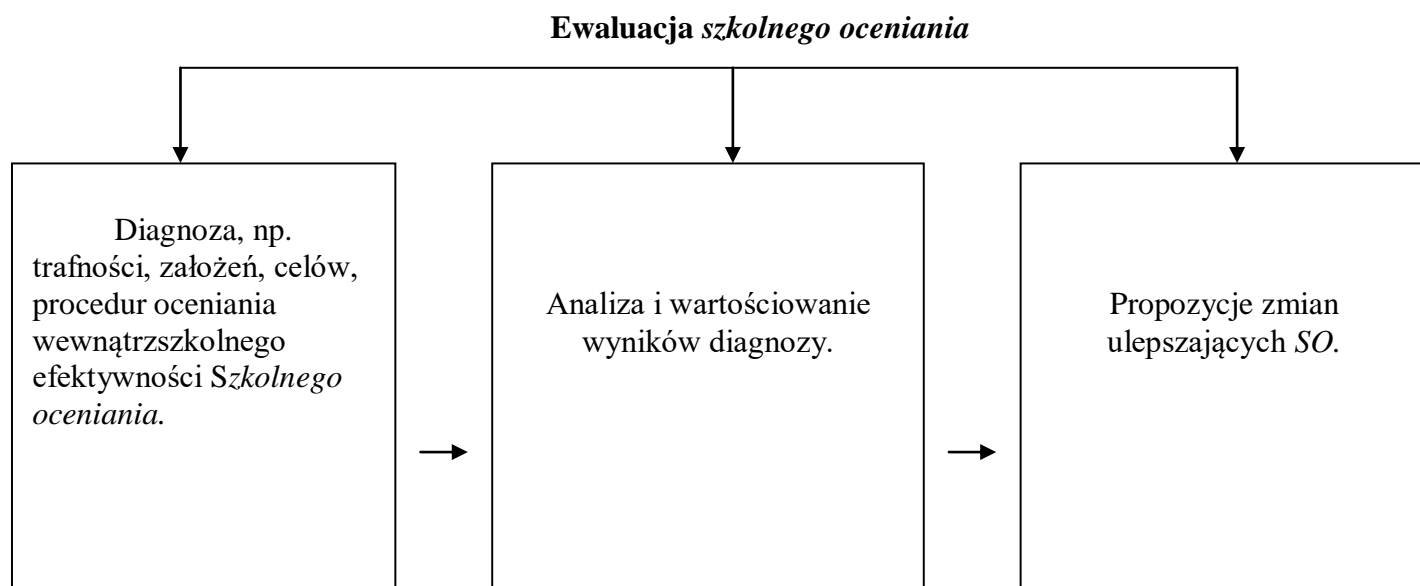 Ewaluacja szkolnego oceniania
Diagnoza, np.
trafności, założeń, celów,
procedur oceniania
wewnątrzszkolnego
efektywności Szkolnego
oceniania.
Analiza i wartościowanie
wyników diagnozy.
Propozycje zmian
ulepszających SO.